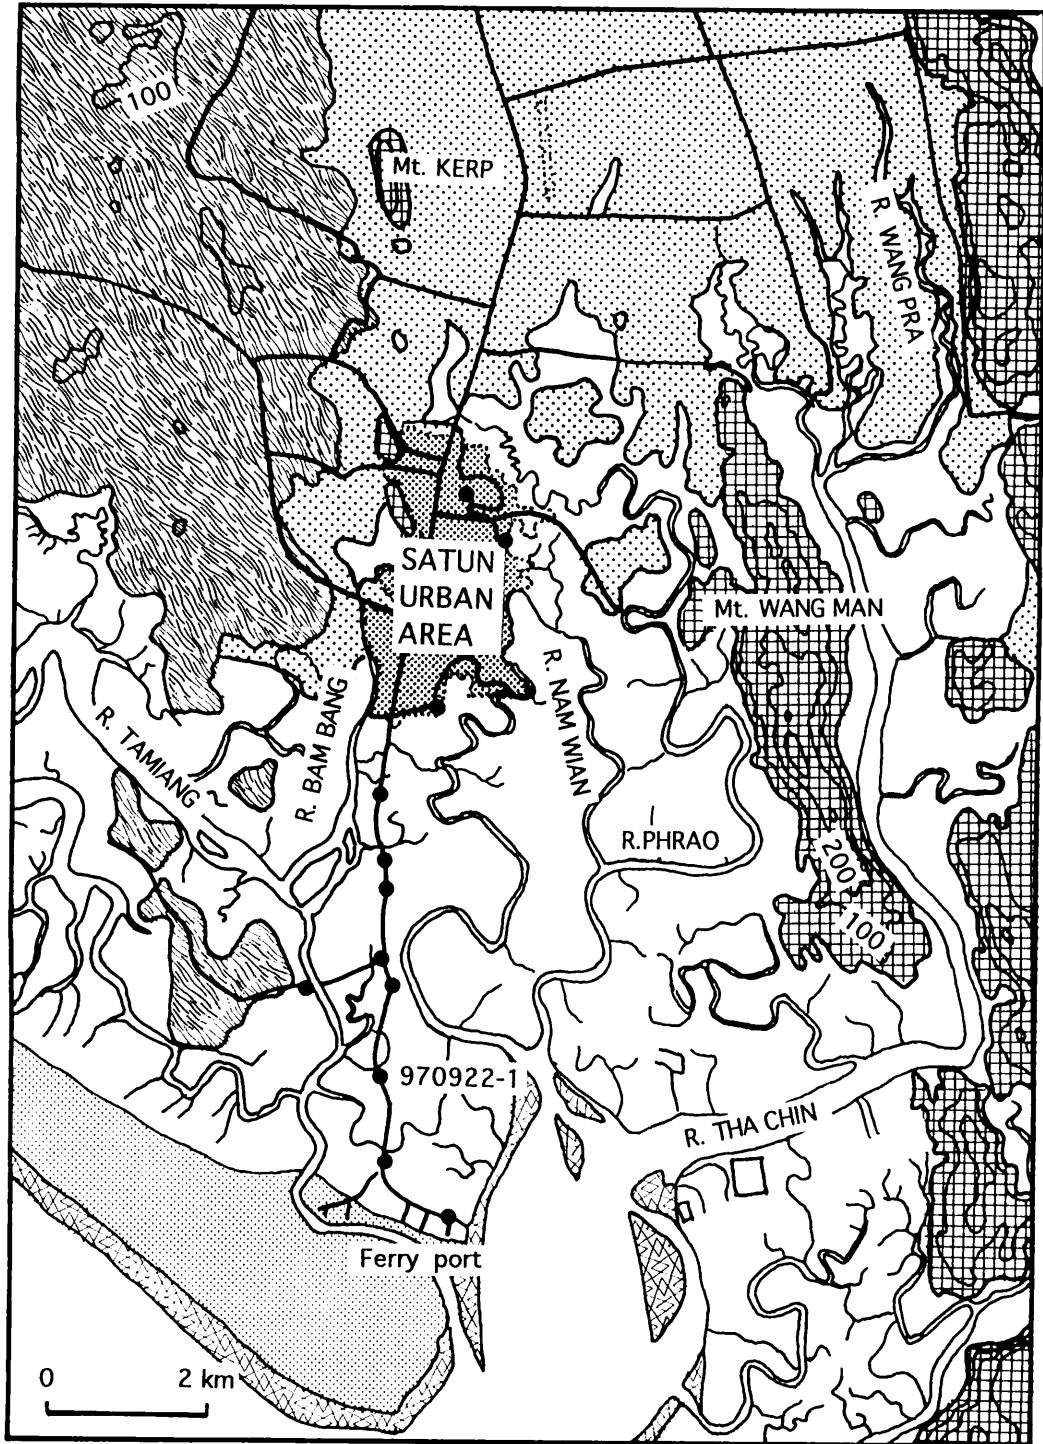 100
Mt. KERP
R. WANG PRA
SATUN
URBAN
AREA
Mt. WANG MAN
R. TAMIANG
R. BAM BANG
R. NAM WIAN
R.PHRAO
200
100
970922-1
R. THA CHIN
Ferry port
0 2 km